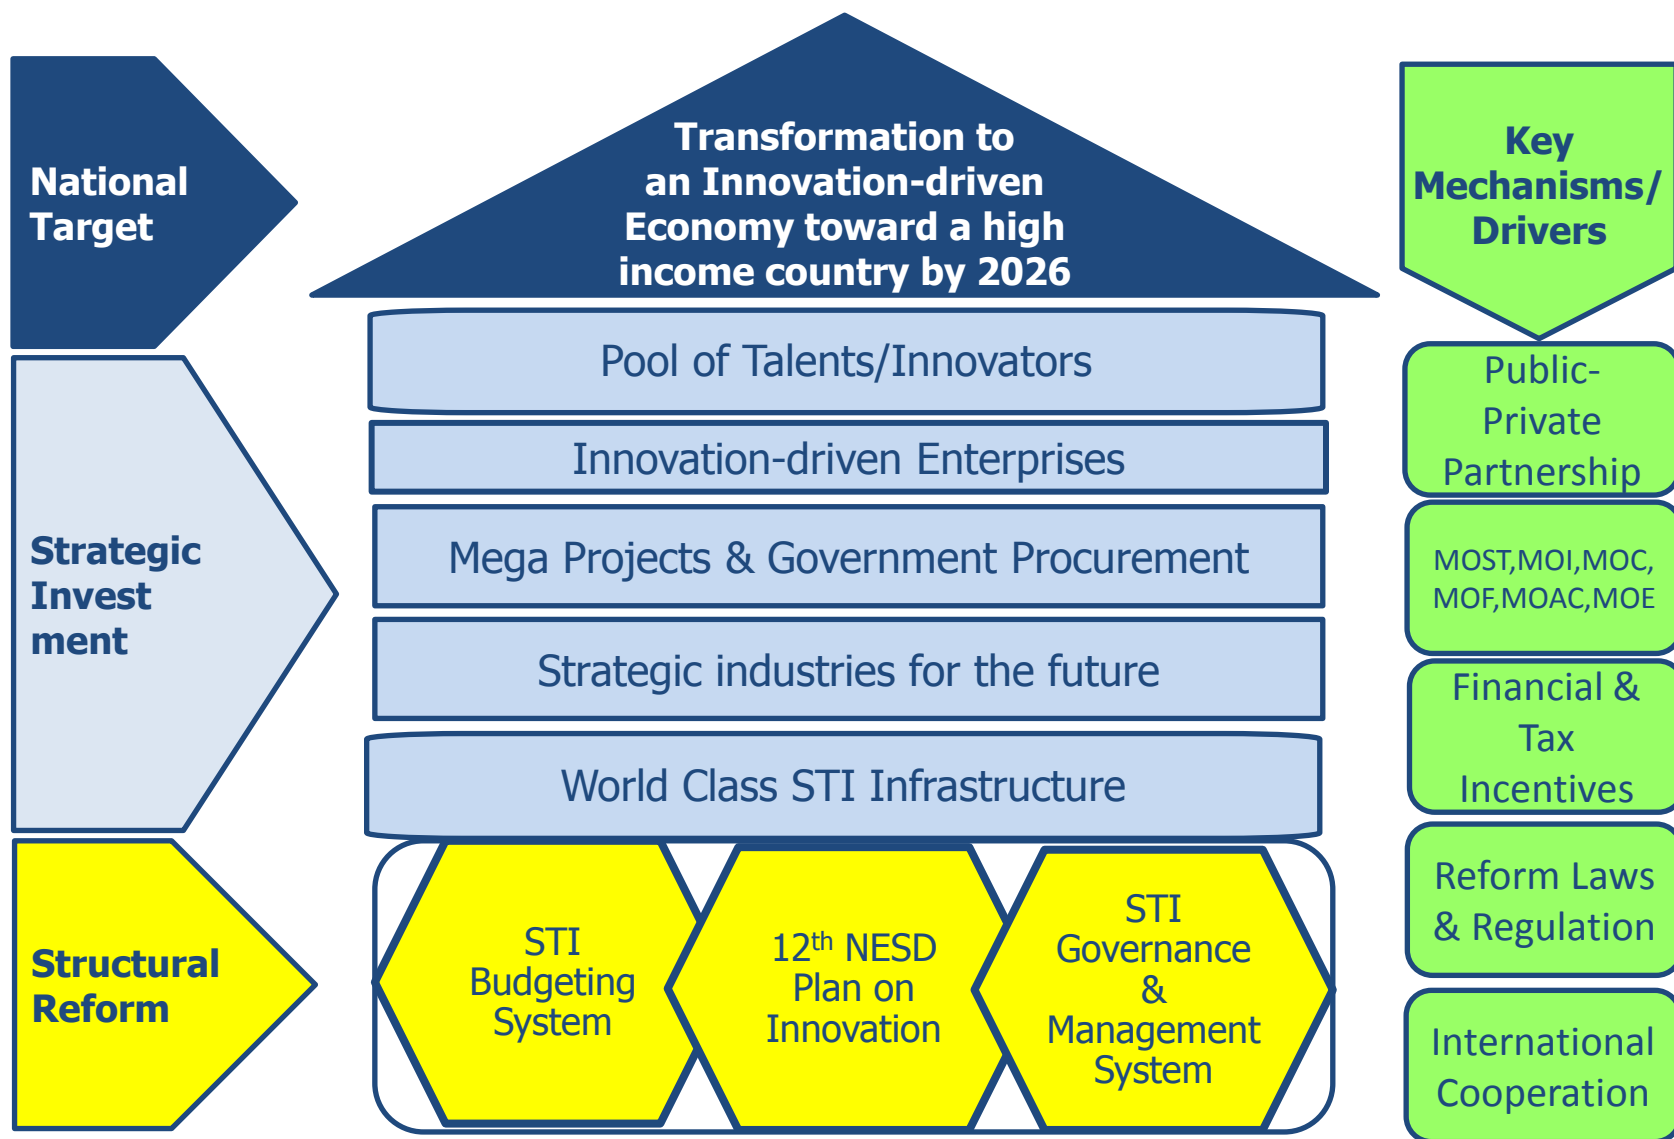 National
Target
Transformation to
an Innovation-driven
Economy toward a high
income country by 2026
Key
Mechanisms/
Drivers
Strategic
Invest
ment
Pool of Talents/Innovators
Innovation-driven Enterprises
Mega Projects & Government Procurement
Strategic industries for the future
World Class STI Infrastructure
Public-
Private
Partnership
MOST,MOI,MOC,
MOF,MOAC,MOE
Financial &
Tax
Incentives
Reform Laws
& Regulation
International
Cooperation
Structural
Reform
STI
Budgeting
System
12th NESD
Plan on
Innovation
STI
Governance
&
Management
System